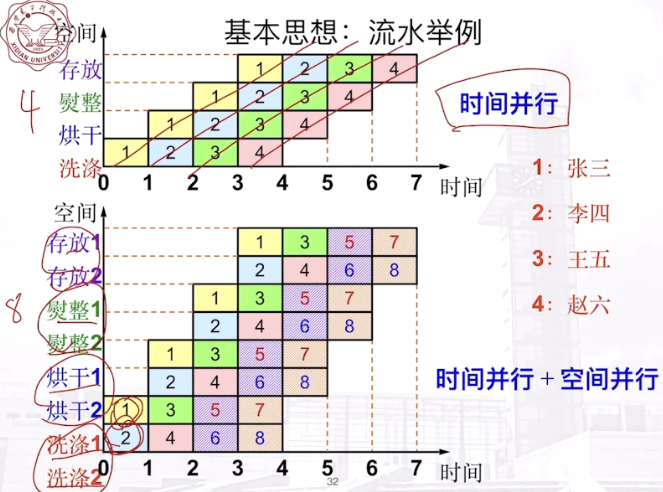 基本思想：流水举例
空间
存放 1 2 3 4
熨整 1 2 3 4
4
烘干 1 2 3 4
洗涤 1 2 3 4
0 1 2 3 4 5 6 7 时间
时间并行
1：张三
2：李四
3：王五
4：赵六
空间
存放1 1 3 5 7
存放2 2 4 6 8
熨整1 1 3 5 7
8
熨整2 2 4 6 8
烘干1 1 3 5 7
烘干2 2 4 6 8
洗涤1 1 3 5 7
洗涤2 2 4 6 8
0 1 2 3 4 5 6 7 时间
时间并行 + 空间并行
32
XIDIAN UNIVERSITY